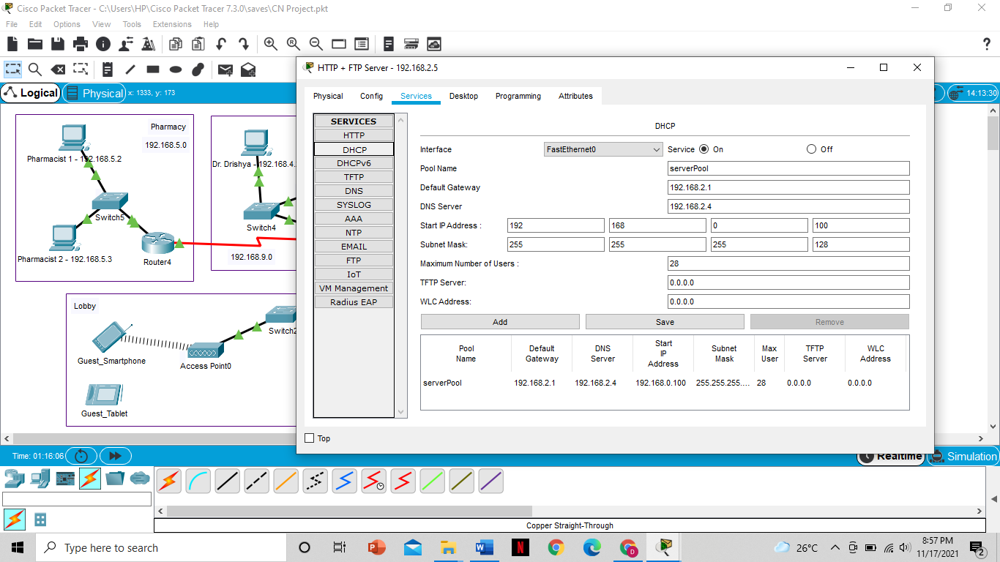 Cisco Packet Tracer - C:\Users\HP\Cisco Packet Tracer 7.3.0\saves\CN Project.pkt
File Edit Options View Tools Extensions Help
HTTP + FTP Server - 192.168.2.5
Logical Physical x: 1333, y: 173
14:13:30
Physical Config Services Desktop Programming Attributes
Pharmacy
192.168.5.0
Pharmacist 1 - 192.168.5.2
Switch5
Pharmacist 2 - 192.168.5.3
Router4
Dr. Drishya - 192.168.4.
Switch4
192.168.9.0
Lobby
Guest_Smartphone
Access Point0
Switch2
Guest_Tablet
SERVICES
HTTP
DHCP
DHCPv6
TFTP
DNS
SYSLOG
AAA
NTP
EMAIL
FTP
IoT
VM Management
Radius EAP
DHCP
Interface FastEthernet0 Service On Off
Pool Name serverPool
Default Gateway 192.168.2.1
DNS Server 192.168.2.4
Start IP Address : 192 168 0 100
Subnet Mask: 255 255 255 128
Maximum Number of Users : 28
TFTP Server: 0.0.0.0
WLC Address: 0.0.0.0
Add Save Remove
Pool Name Default Gateway DNS Server Start IP Address Subnet Mask Max User TFTP Server WLC Address
serverPool 192.168.2.1 192.168.2.4 192.168.0.100 255.255.255.... 28 0.0.0.0 0.0.0.0
Top
Time: 01:16:06
Realtime Simulation
Copper Straight-Through
Type here to search
26°C
8:57 PM
11/17/2021
2